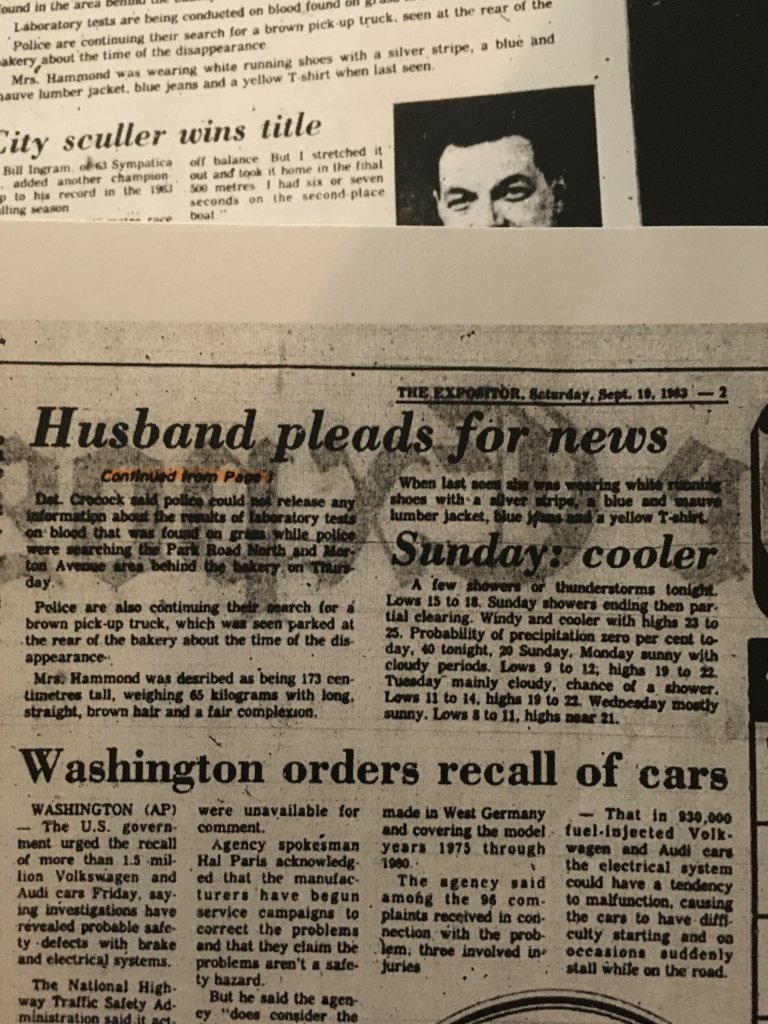 found in the area behind the
Laboratory tests are being conducted on blood found on grass
Police are continuing their search for a brown pick-up truck, seen at the rear of the
bakery about the time of the disappearance
Mrs. Hammond was wearing white running shoes with a silver stripe, a blue and
mauve lumber jacket, blue jeans and a yellow T-shirt when last seen.
City sculler wins title
Bill Ingram, of 63 Sympatica
added another champion-
p to his record in the 1983
lling season
off balance But I stretched it
out and took it home in the fihal
500 metres I had six or seven
seconds on the second-place
boat "
THE EXPOSITOR, Saturday, Sept. 10, 1983 — 2
Husband pleads for news
Continued from Page 1
Det. Crocock said police could not release any
information about the results of laboratory tests
on blood that was found on grass while police
were searching the Park Road North and Mor-
ton Avenue area behind the bakery on Thurs-
day.
Police are also continuing their search for a
brown pick-up truck, which was seen parked at
the rear of the bakery about the time of the dis-
appearance.
Mrs. Hammond was desribed as being 173 cen-
timetres tall, weighing 65 kilograms with long,
straight, brown hair and a fair complexion.
When last seen she was wearing white running
shoes with a silver stripe, a blue and mauve
lumber jacket, blue jeans and a yellow T-shirt.
Sunday: cooler
A few showers or thunderstorms tonight.
Lows 15 to 18. Sunday showers ending then par-
tial clearing. Windy and cooler with highs 23 to
25. Probability of precipitation zero per cent to-
day, 40 tonight, 20 Sunday. Monday sunny with
cloudy periods. Lows 9 to 12; highs 19 to 22.
Tuesday mainly cloudy, chance of a shower.
Lows 11 to 14, highs 19 to 22. Wednesday mostly
sunny. Lows 8 to 11, highs near 21.
Washington orders recall of cars
WASHINGTON (AP)
— The U.S. govern-
ment urged the recall
of more than 1.5 mil-
lion Volkswagen and
Audi cars Friday, say-
ing investigations have
revealed probable safe-
ty defects with brake
and electrical systems.
The National High-
way Traffic Safety Ad-
ministration said it act-
were unavailable for
comment.
Agency spokesman
Hal Paris acknowledg-
ed that the manufac-
turers have begun
service campaigns to
correct the problems
and that they claim the
problems aren't a safe-
ty hazard.
But he said the agen-
cy "does consider the
made in West Germany
and covering the model
years 1975 through
1980.
The agency said
among the 96 com-
plaints received in con-
nection with the prob-
lem; three involved in-
juries
— That in 930,000
fuel-injected Volk-
wagen and Audi cars
the electrical system
could have a tendency
to malfunction, causing
the cars to have diffi-
culty starting and on
occasions suddenly
stall while on the road.